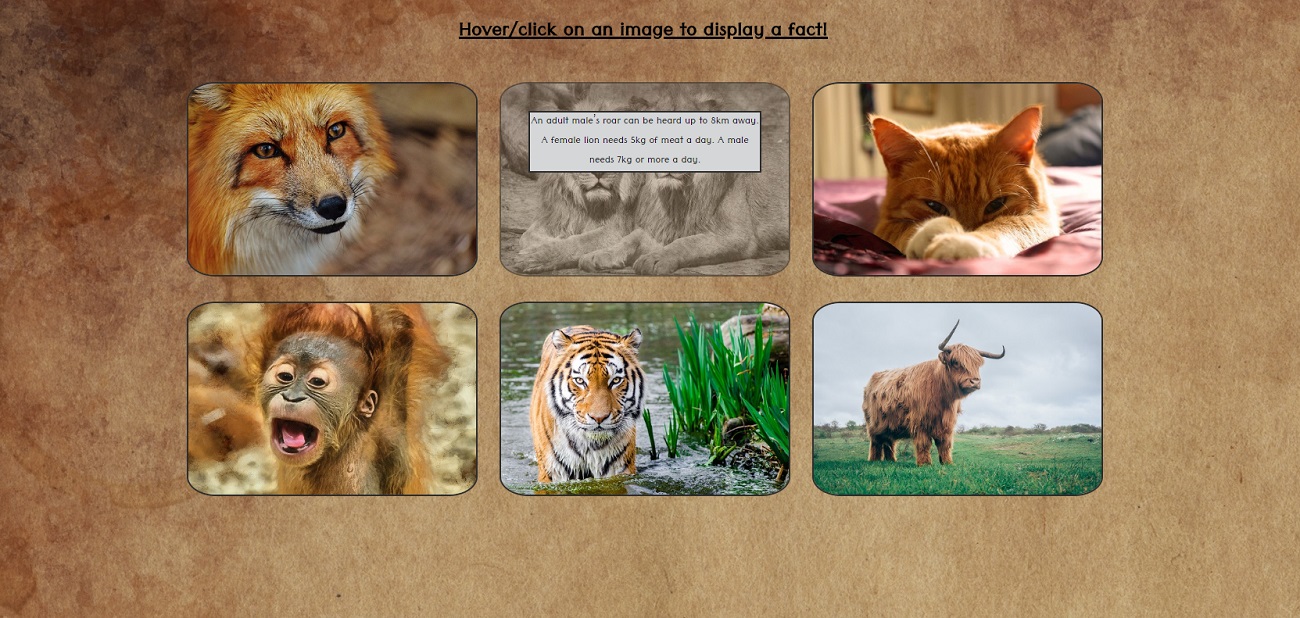 Hover/click on an image to display a fact!
An adult male's roar can be heard up to 8km away.
A female lion needs 5kg of meat a day. A male
needs 7kg or more a day.